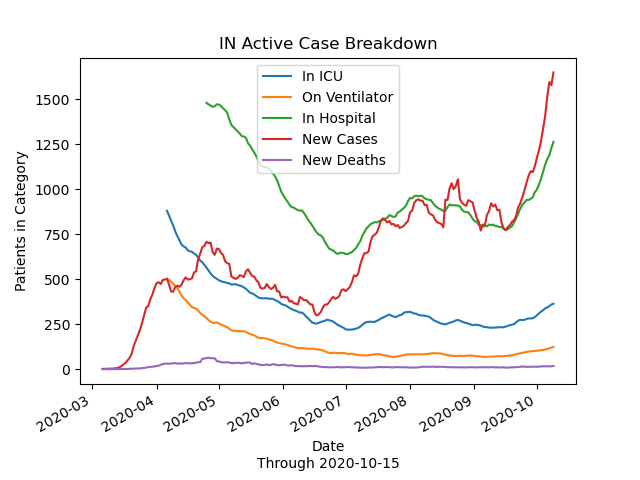 IN Active Case Breakdown
In ICU
On Ventilator
In Hospital
New Cases
New Deaths
Patients in Category
1500
1250
1000
750
500
250
0
2020-03
2020-04
2020-05
2020-06
2020-07
2020-08
2020-09
2020-10
Date
Through 2020-10-15